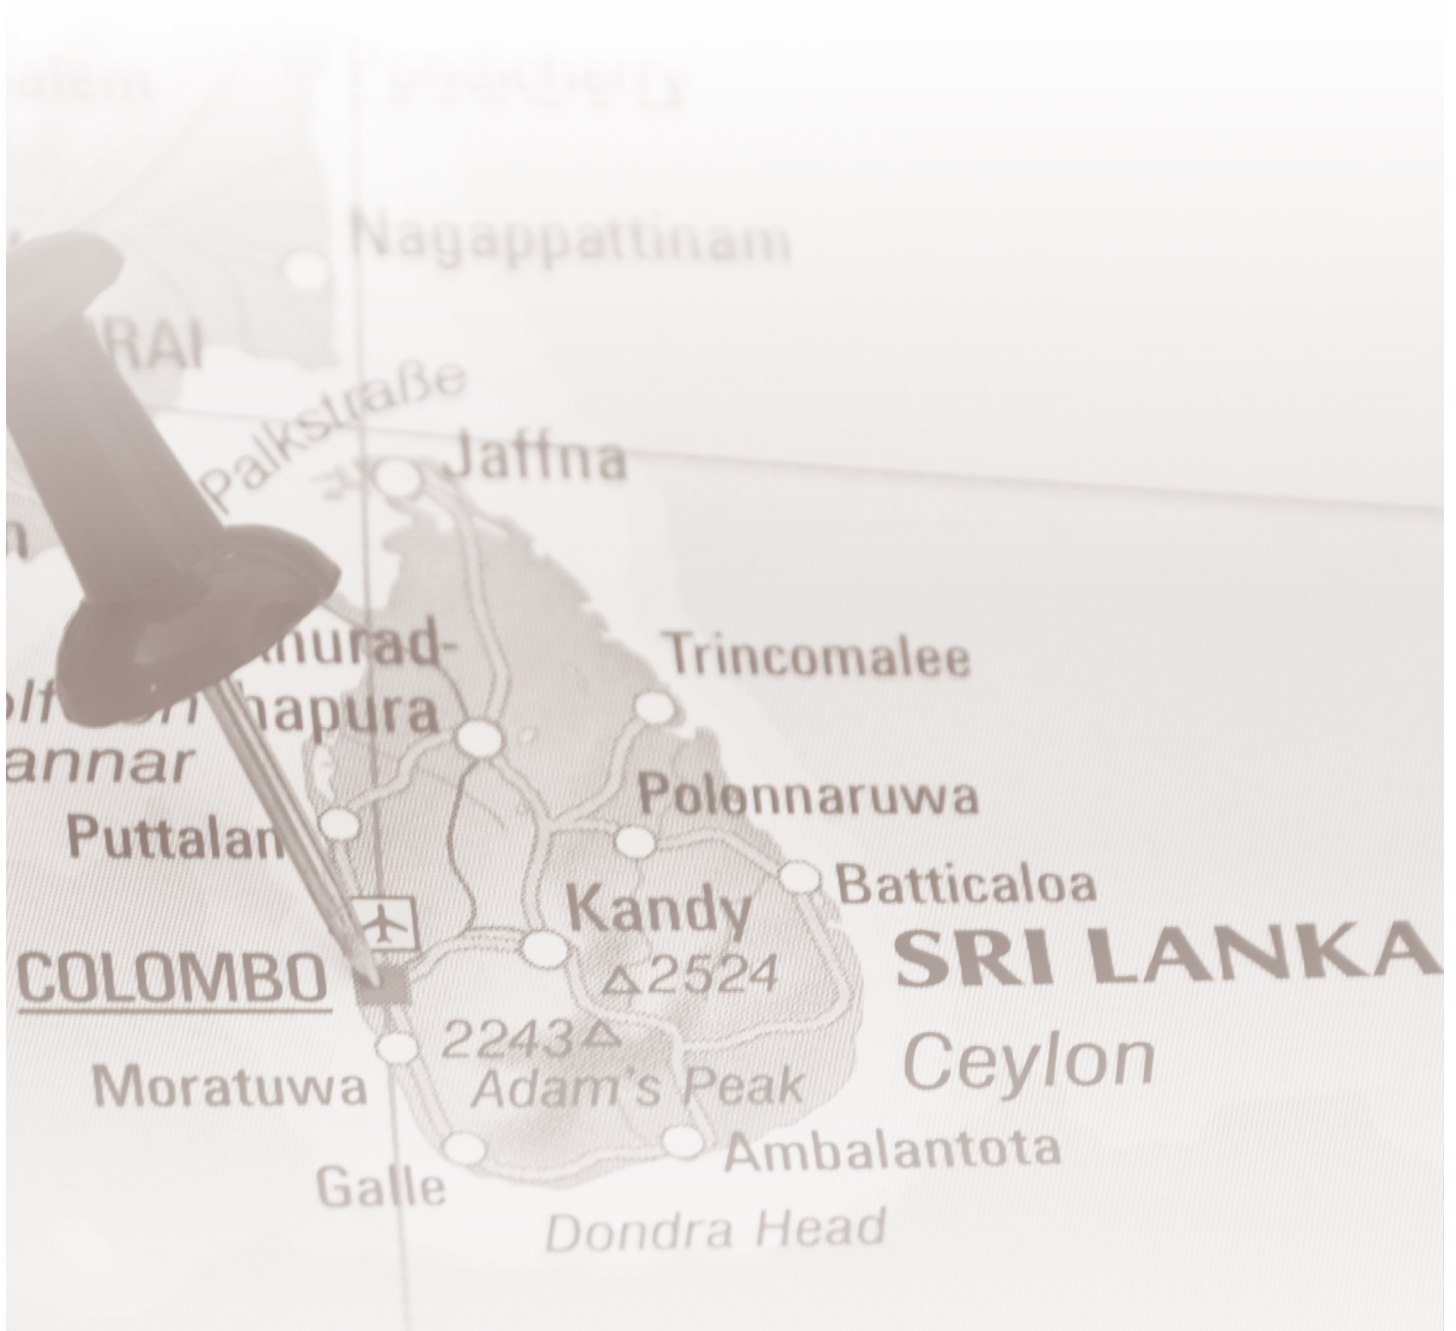 Nagappattinam
RAI
Palkstraße
Jaffna
nurad-
hapura
Trincomalee
annar
Puttalan
Polonnaruwa
Batticaloa
Kandy
2524
SRI LANKA
COLOMBO
2243
Adam's Peak
Ceylon
Moratuwa
Ambalantota
Galle
Dondra Head